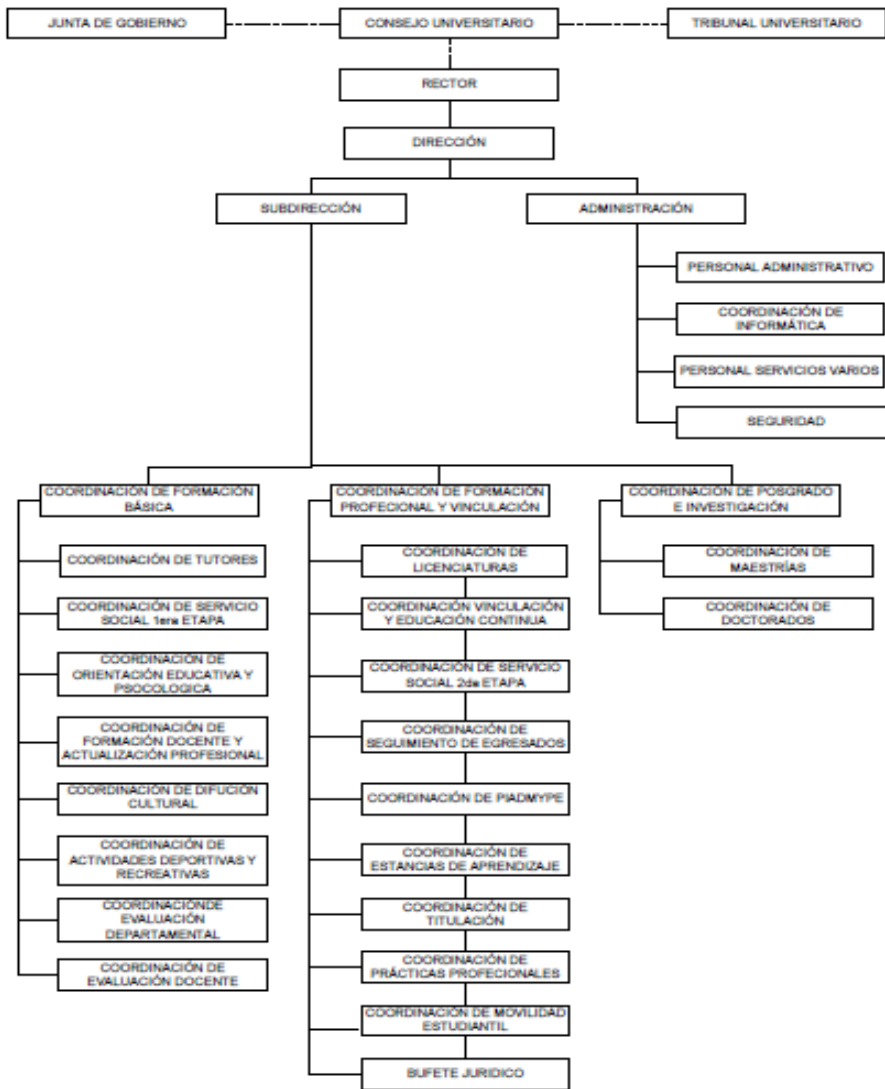 JUNTA DE GOBIERNO
CONSEJO UNIVERSITARIO
TRIBUNAL UNIVERSITARIO
RECTOR
DIRECCIÓN
SUBDIRECCIÓN
ADMINISTRACIÓN
PERSONAL ADMINISTRATIVO
COORDINACIÓN DE
INFORMÁTICA
PERSONAL SERVICIOS VARIOS
SEGURIDAD
COORDINACIÓN DE FORMACIÓN
BÁSICA
COORDINACIÓN DE TUTORES
COORDINACIÓN DE SERVICIO
SOCIAL 1era ETAPA
COORDINACIÓN DE
ORIENTACIÓN EDUCATIVA Y
PSOCOLOGICA
COORDINACIÓN DE
FORMACIÓN DOCENTE Y
ACTUALIZACIÓN PROFESIONAL
COORDINACIÓN DE DIFUCIÓN
CULTURAL
COORDINACIÓN DE
ACTIVIDADES DEPORTIVAS Y
RECREATIVAS
COORDINACIÓNDE
EVALUACIÓN
DEPARTAMENTAL
COORDINACIÓN DE
EVALUACIÓN DOCENTE
COORDINACIÓN DE FORMACIÓN
PROFECIONAL Y VINCULACIÓN
COORDINACIÓN DE
LICENCIATURAS
COORDINACIÓN VINCULACIÓN
Y EDUCACIÓN CONTINUA
COORDINACIÓN DE SERVICIO
SOCIAL 2da ETAPA
COORDINACIÓN DE
SEGUIMIENTO DE EGRESADOS
COORDINACIÓN DE PIADMYPE
COORDINACIÓN DE
ESTANCIAS DE APRENDIZAJE
COORDINACIÓN DE
TITULACIÓN
COORDINACIÓN DE
PRÁCTICAS PROFECIONALES
COORDINACIÓN DE MOVILIDAD
ESTUDIANTIL
BUFETE JURIDICO
COORDINACIÓN DE POSGRADO
E INVESTIGACIÓN
COORDINACIÓN DE
MAESTRÍAS
COORDINACIÓN DE
DOCTORADOS